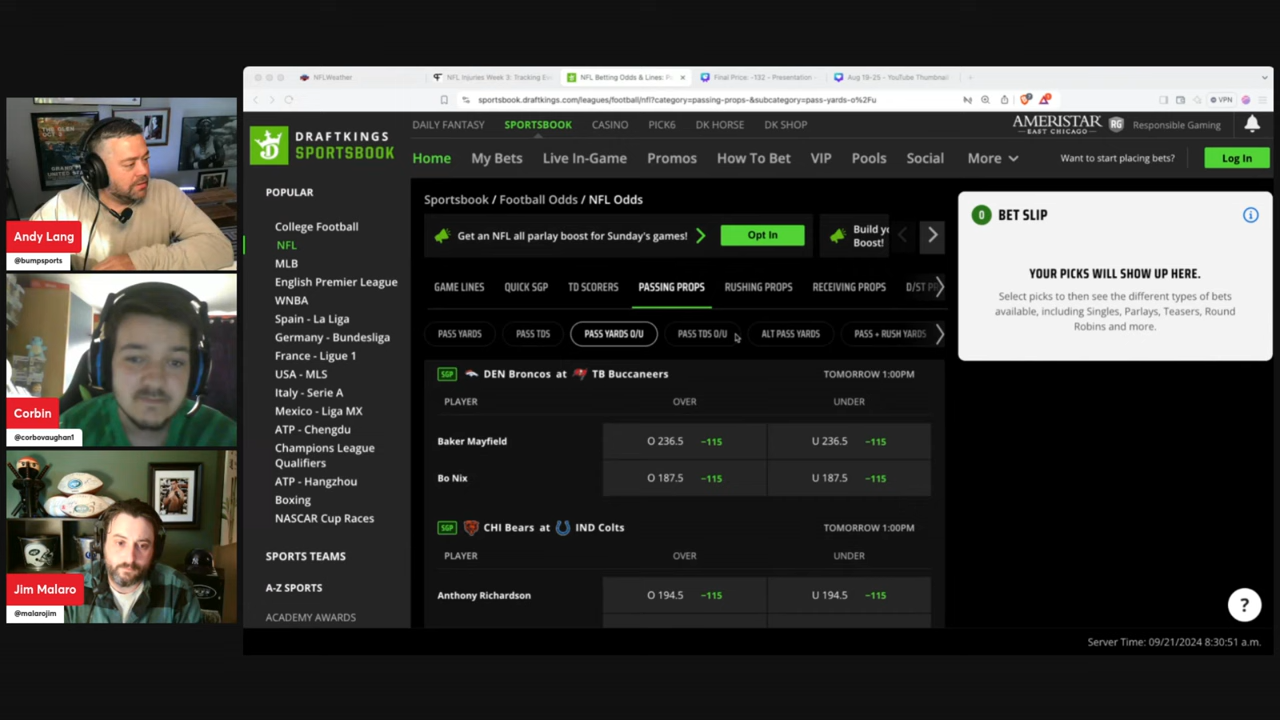 NFLWeather
NFL Injuries Week 3: Tracking E
NFL Betting Odds & Lines: P
Final Price: -132 - Presentation
Aug 19-25 - YouTube Thumbnail
sportsbook.draftkings.com/leagues/football/nfl?category=passing-props-&subcategory=pass-yards-o%2Fu
VPN
DRAFTKINGS
SPORTSBOOK
DAILY FANTASY
SPORTSBOOK
CASINO
PICK6
DK HORSE
DK SHOP
AMERISTAR
EAST CHICAGO
RG
Responsible Gaming
Home
My Bets
Live In-Game
Promos
How To Bet
VIP
Pools
Social
More
Want to start placing bets?
Log In
POPULAR
College Football
NFL
MLB
English Premier League
WNBA
Spain - La Liga
Germany - Bundesliga
France - Ligue 1
USA - MLS
Italy - Serie A
Mexico - Liga MX
ATP - Chengdu
Champions League
Qualifiers
ATP - Hangzhou
Boxing
NASCAR Cup Races
SPORTS TEAMS
A-Z SPORTS
ACADEMY AWARDS
Sportsbook / Football Odds / NFL Odds
Get an NFL all parlay boost for Sunday's games!
Opt In
Build y
Boost!
GAME LINES
QUICK SGP
TD SCORERS
PASSING PROPS
RUSHING PROPS
RECEIVING PROPS
D/ST P
PASS YARDS
PASS TDS
PASS YARDS O/U
PASS TDS O/U
ALT PASS YARDS
PASS + RUSH YARDS
SGP DEN Broncos at TB Buccaneers TOMORROW 1:00PM
PLAYER OVER UNDER
Baker Mayfield O 236.5 −115 U 236.5 −115
Bo Nix O 187.5 −115 U 187.5 −115
SGP CHI Bears at IND Colts TOMORROW 1:00PM
PLAYER OVER UNDER
Anthony Richardson O 194.5 −115 U 194.5 −115
0 BET SLIP
YOUR PICKS WILL SHOW UP HERE.
Select picks to then see the different types of bets
available, including Singles, Parlays, Teasers, Round
Robins and more.
?
Server Time: 09/21/2024 8:30:51 a.m.
Andy Lang
@bumpsports
Corbin
@corbovaughan1
Jim Malaro
@malarojim